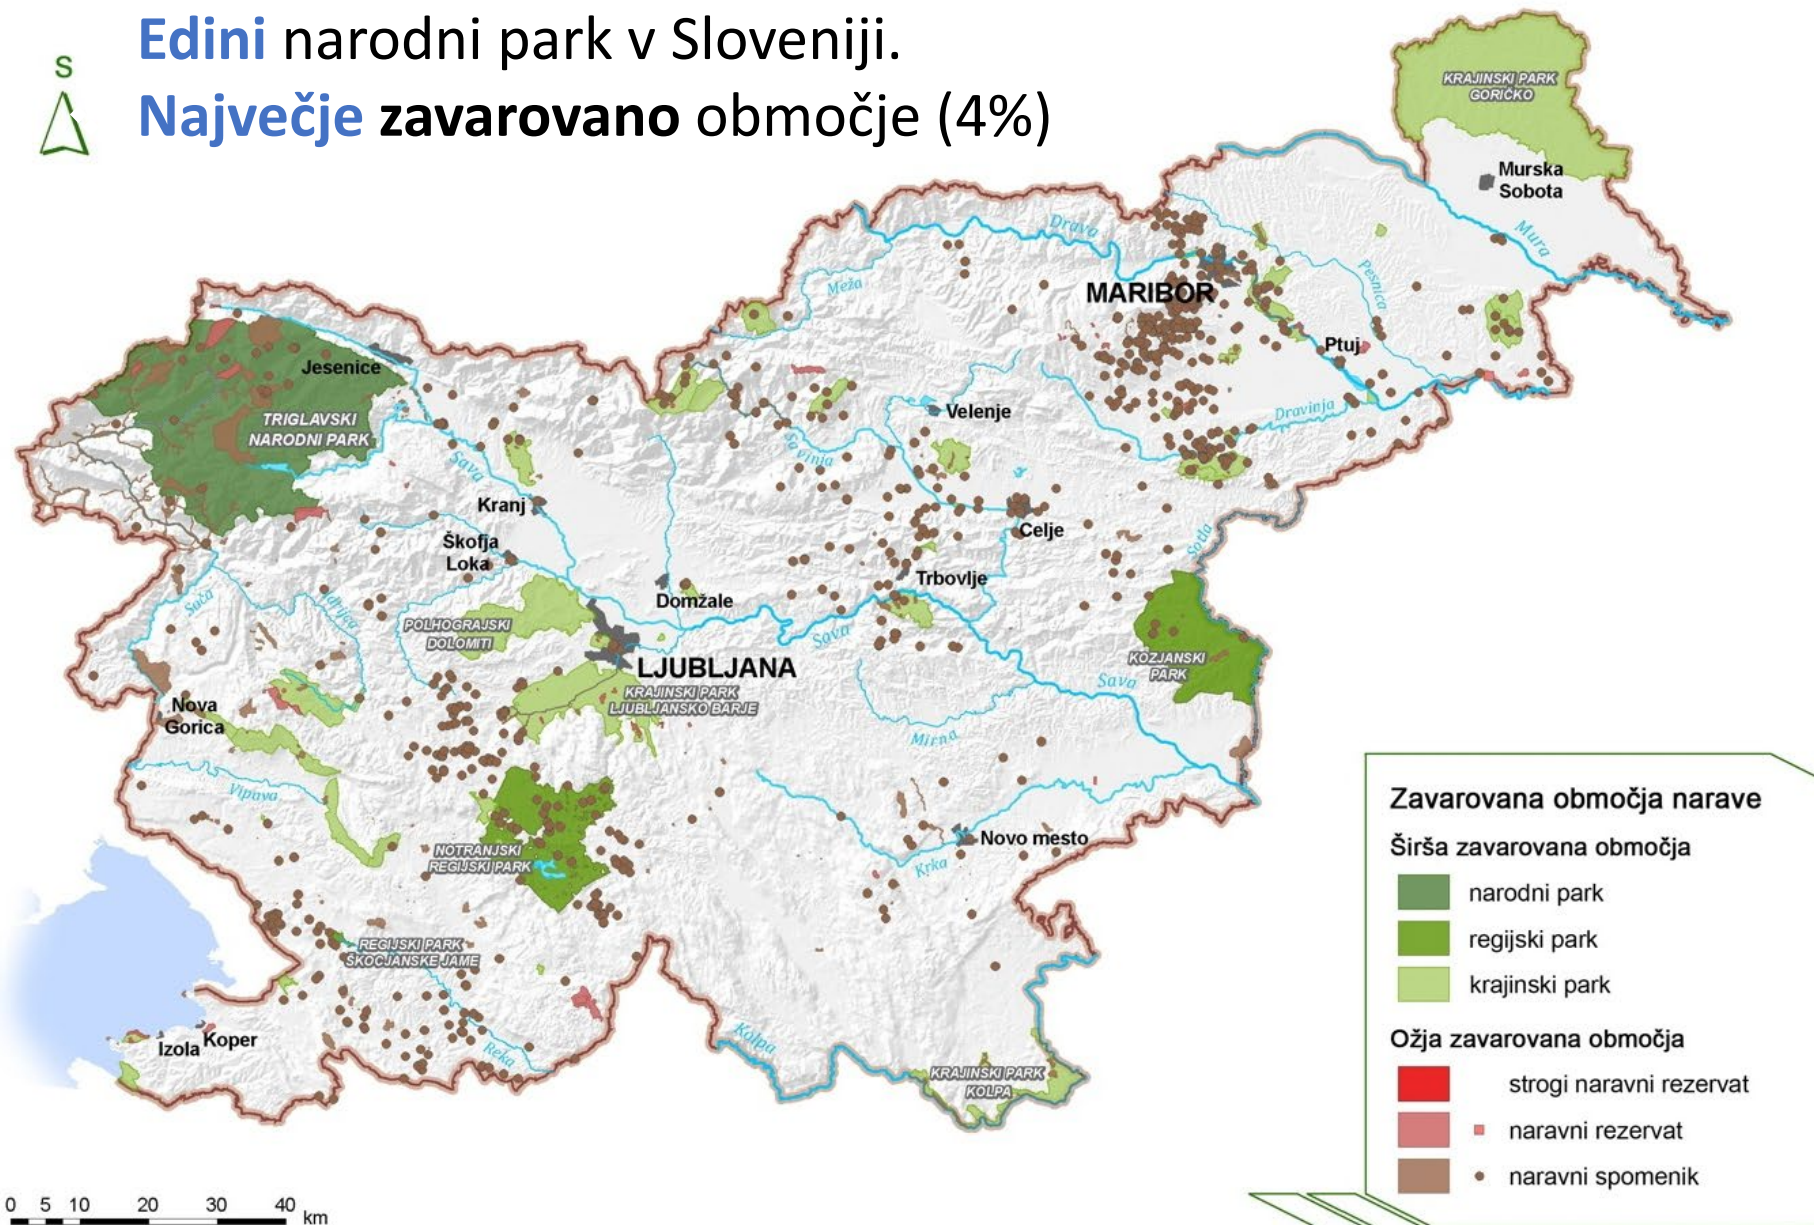 Edini narodni park v Sloveniji.
Največje zavarovano območje (4%)
S
KRAJINSKI PARK
GORIČKO
Murska
Sobota
Mura
Drava
Meža
Pesnica
MARIBOR
Ptuj
Jesenice
TRIGLAVSKI
NARODNI PARK
Velenje
Dravinja
Savinja
Sava
Kranj
Celje
Sotla
Škofja
Loka
Trbovlje
Domžale
Soča
Idrijca
POLHOGRAJSKI
DOLOMITI
Sava
LJUBLJANA
KOZJANSKI
PARK
Sava
KRAJINSKI PARK
LJUBLJANSKO BARJE
Nova
Gorica
Mirna
Vipava
Novo mesto
NOTRANJSKI
REGIJSKI PARK
Krka
REGIJSKI PARK
ŠKOCJANSKE JAME
Koper
Izola
Reka
Kolpa
KRAJINSKI PARK
KOLPA
Zavarovana območja narave
Širša zavarovana območja
narodni park
regijski park
krajinski park
Ožja zavarovana območja
strogi naravni rezervat
naravni rezervat
naravni spomenik
0 5 10 20 30 40 km